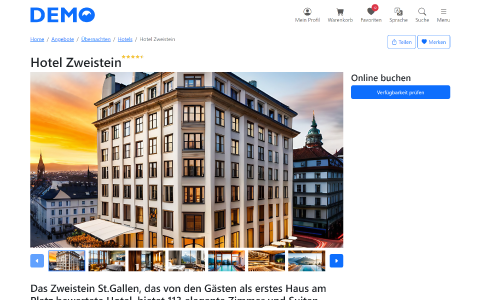 DEMO
Mein Profil
Warenkorb
Favoriten
Sprache
Suche
Menu
Home / Angebote / Übernachten / Hotels / Hotel Zweistein
Teilen
Merken
Hotel Zweistein
Online buchen
Verfügbarkeit prüfen
Das Zweistein St.Gallen, das von den Gästen als erstes Haus am
Platz bewertete Hotel, bietet 113 elegante Zimmer und Suiten